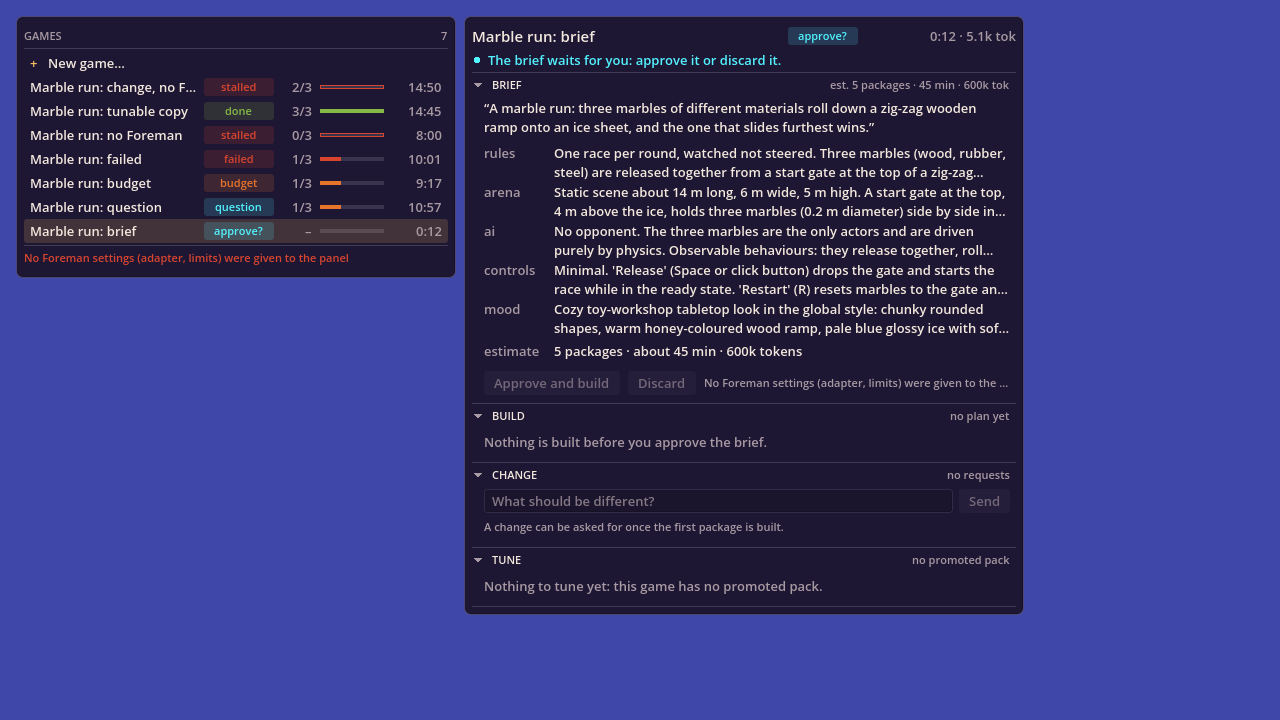 GAMES 7
+ New game...
Marble run: change, no F... stalled 2/3 14:50
Marble run: tunable copy done 3/3 14:45
Marble run: no Foreman stalled 0/3 8:00
Marble run: failed failed 1/3 10:01
Marble run: budget budget 1/3 9:17
Marble run: question question 1/3 10:57
Marble run: brief approve? – 0:12
No Foreman settings (adapter, limits) were given to the panel
Marble run: brief approve? 0:12 · 5.1k tok
The brief waits for you: approve it or discard it.
BRIEF est. 5 packages · 45 min · 600k tok
“A marble run: three marbles of different materials roll down a zig-zag wooden
ramp onto an ice sheet, and the one that slides furthest wins.”
rules One race per round, watched not steered. Three marbles (wood, rubber,
steel) are released together from a start gate at the top of a zig-zag...
arena Static scene about 14 m long, 6 m wide, 5 m high. A start gate at the top,
4 m above the ice, holds three marbles (0.2 m diameter) side by side in...
ai No opponent. The three marbles are the only actors and are driven
purely by physics. Observable behaviours: they release together, roll...
controls Minimal. 'Release' (Space or click button) drops the gate and starts the
race while in the ready state. 'Restart' (R) resets marbles to the gate an...
mood Cozy toy-workshop tabletop look in the global style: chunky rounded
shapes, warm honey-coloured wood ramp, pale blue glossy ice with sof...
estimate 5 packages · about 45 min · 600k tokens
Approve and build Discard No Foreman settings (adapter, limits) were given to the ...
BUILD no plan yet
Nothing is built before you approve the brief.
CHANGE no requests
What should be different? Send
A change can be asked for once the first package is built.
TUNE no promoted pack
Nothing to tune yet: this game has no promoted pack.